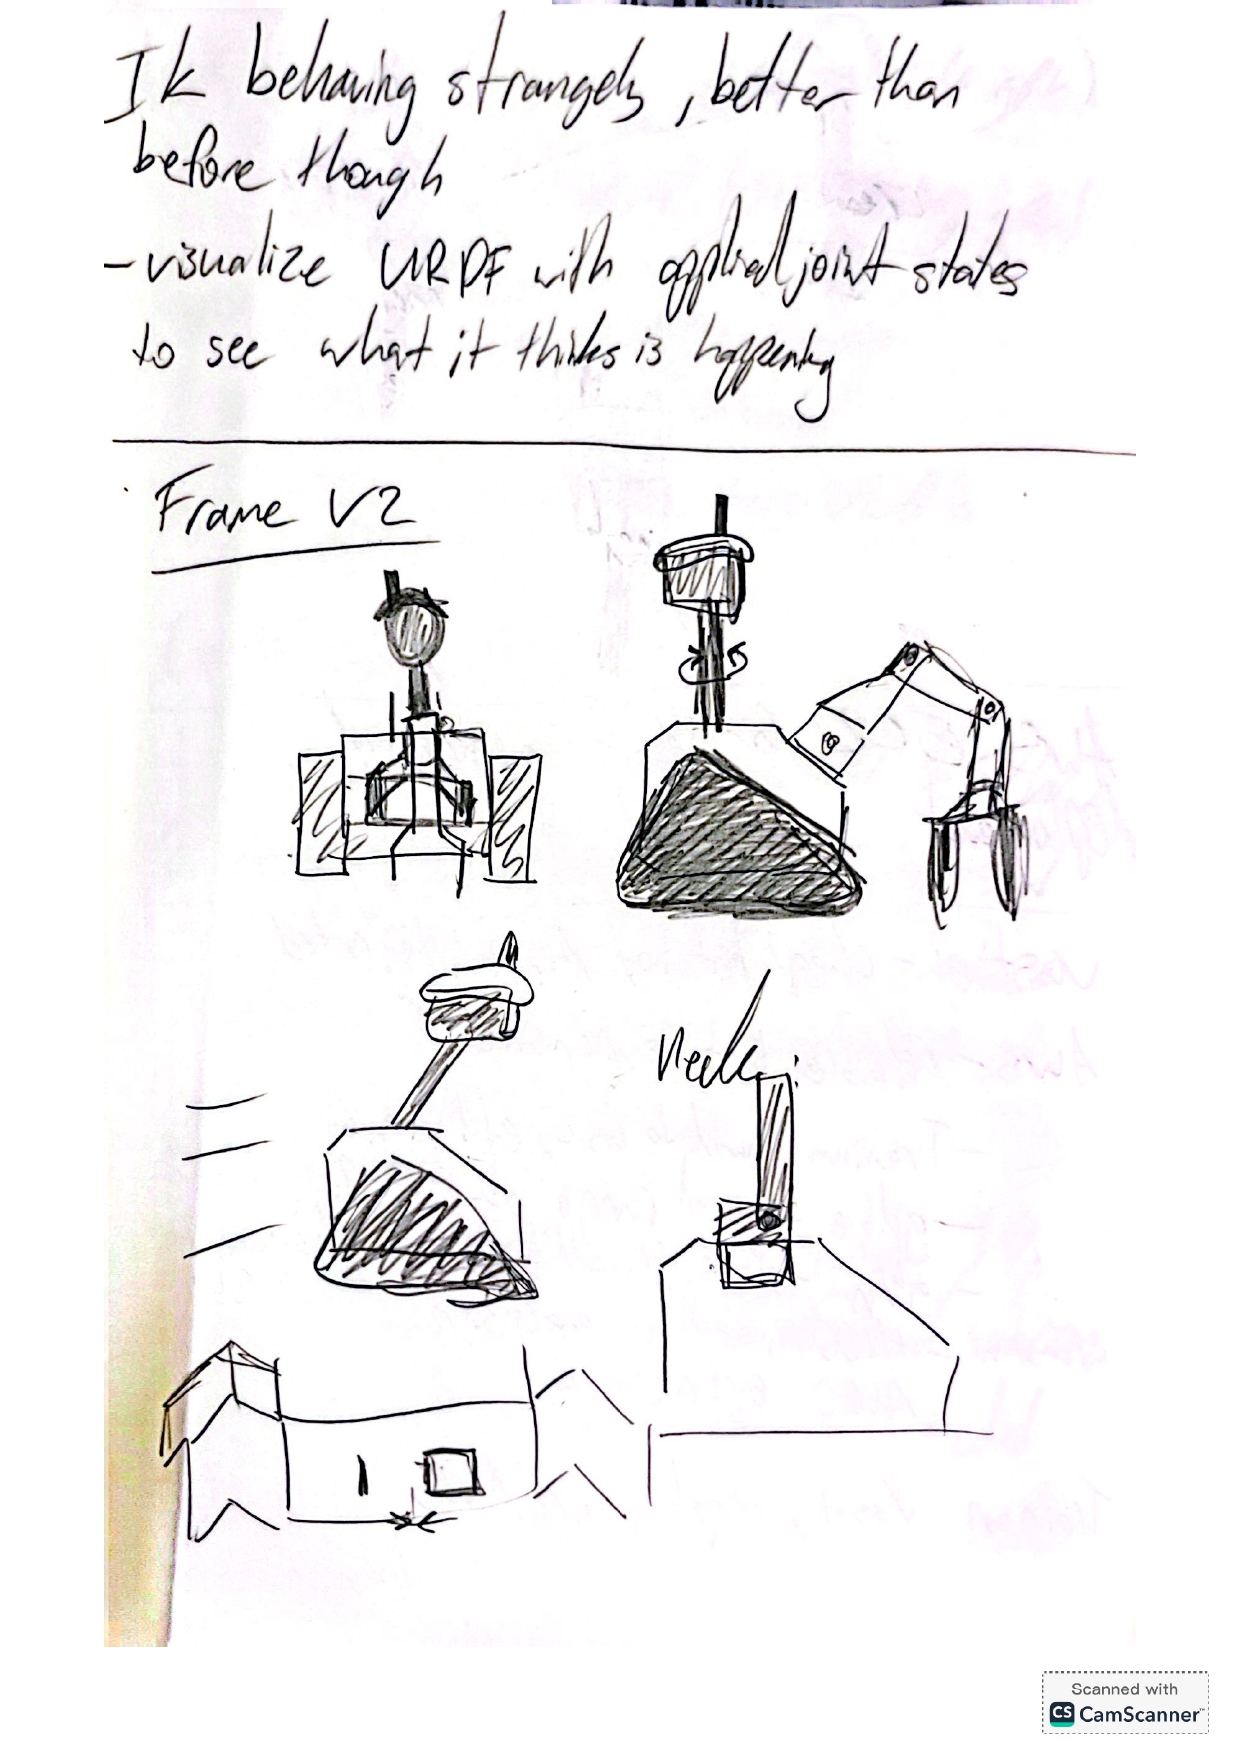 Ik behaving strangely, better than
before though
- visualize URDF with applied joint states
to see what it thinks is happening
Frame V2
Neck:
Scanned with
CS CamScanner